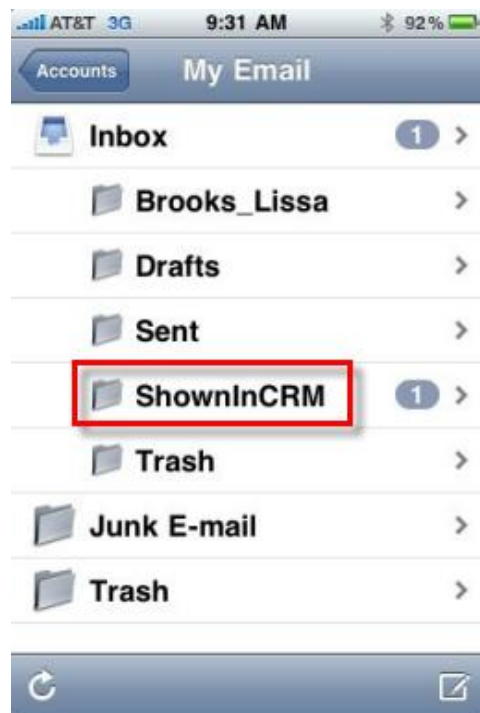 AT&T 3G 9:31 AM 92%
Accounts My Email
Inbox 1
Brooks_Lissa
Drafts
Sent
ShownInCRM 1
Trash
Junk E-mail
Trash